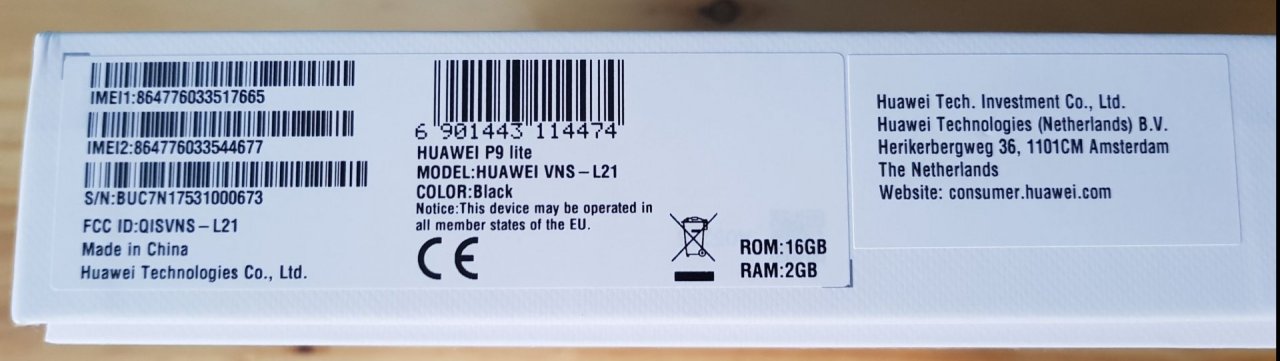 IMEI1:864776033517665
IMEI2:864776033544677
S/N:BUC7N17531000673
FCC ID:QISVNS-L21
Made in China
Huawei Technologies Co., Ltd.
6 901443 114474
HUAWEI P9 lite
MODEL:HUAWEI VNS-L21
COLOR:Black
Notice:This device may be operated in
all member states of the EU.
CE
ROM:16GB
RAM:2GB
Huawei Tech. Investment Co., Ltd.
Huawei Technologies (Netherlands) B.V.
Herikerbergweg 36, 1101CM Amsterdam
The Netherlands
Website: consumer.huawei.com